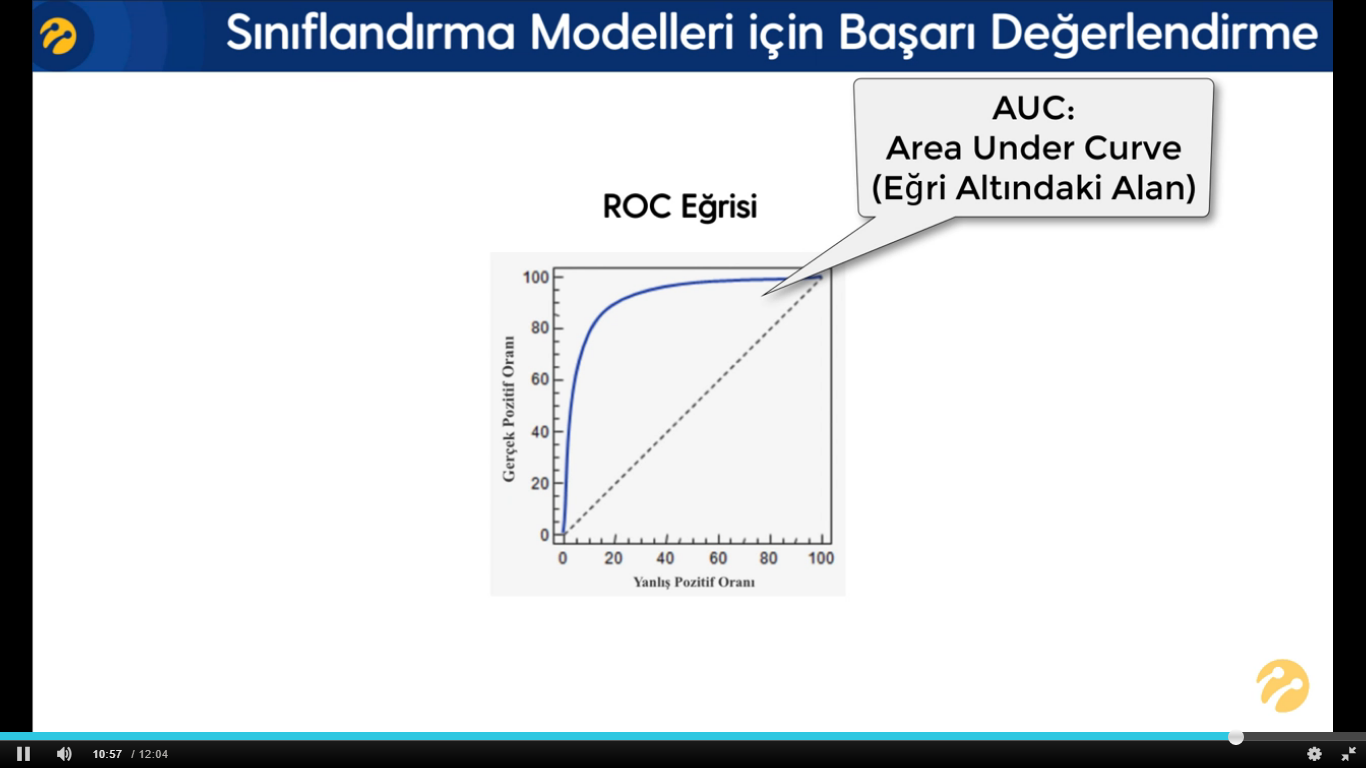 Sınıflandırma Modelleri için Başarı Değerlendirme
AUC:
Area Under Curve
(Eğri Altındaki Alan)
ROC Eğrisi
100
80
60
40
20
0
Gerçek Pozitif Oranı
0 20 40 60 80 100
Yanlış Pozitif Oranı
10:57 / 12:04